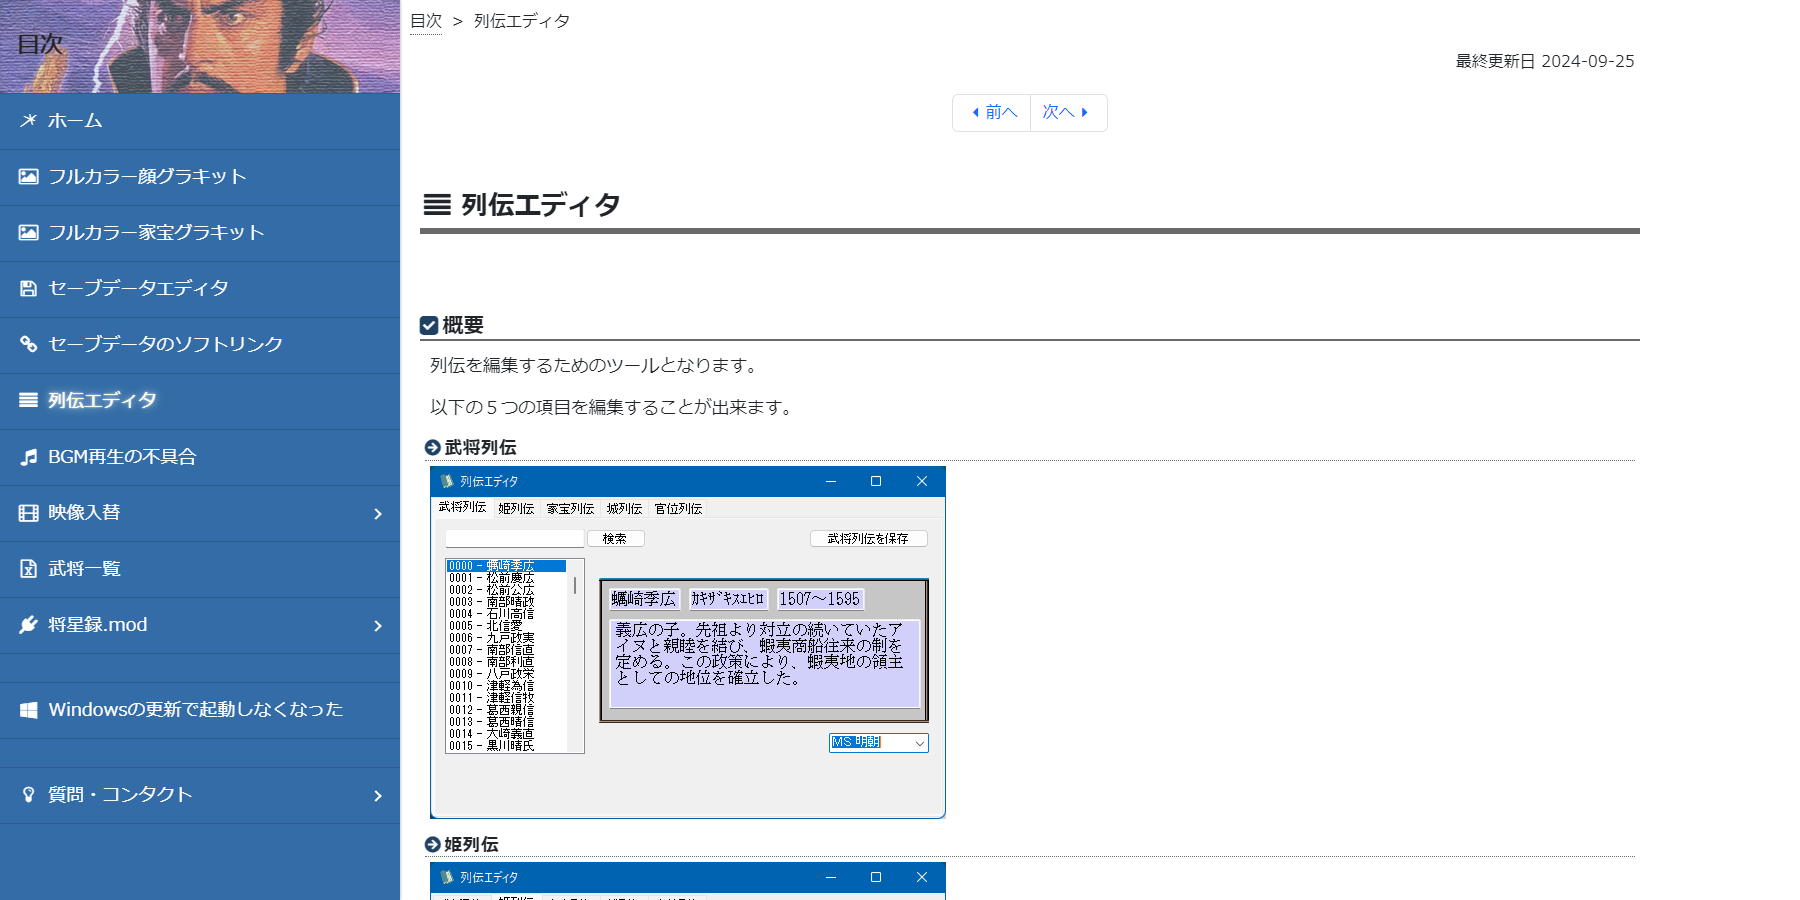 目次
ホーム
フルカラー顔グラキット
フルカラー家宝グラキット
セーブデータエディタ
セーブデータのソフトリンク
列伝エディタ
BGM再生の不具合
映像入替
武将一覧
将星録.mod
Windowsの更新で起動しなくなった
質問・コンタクト
目次 > 列伝エディタ
最終更新日 2024-09-25
前へ 次へ
列伝エディタ
概要
列伝を編集するためのツールとなります。
以下の５つの項目を編集することが出来ます。
武将列伝
列伝エディタ
武将列伝 姫列伝 家宝列伝 城列伝 官位列伝
検索 武将列伝を保存
0000 - 蠣崎季広
0001 - 松前慶広
0002 - 松前公広
0003 - 南部晴政
0004 - 石川高信
0005 - 北信愛
0006 - 九戸政実
0007 - 南部信直
0008 - 南部利直
0009 - 八戸政栄
0010 - 津軽為信
0011 - 津軽信牧
0012 - 葛西親信
0013 - 葛西晴信
0014 - 大崎義直
0015 - 黒川晴氏
蠣崎季広 ｶｷｻﾞｷｽｴﾋﾛ 1507～1595
義広の子。先祖より対立の続いていたア
イヌと親睦を結び、蝦夷商船往来の制を
定める。この政策により、蝦夷地の領主
としての地位を確立した。
MS 明朝
姫列伝
列伝エディタ